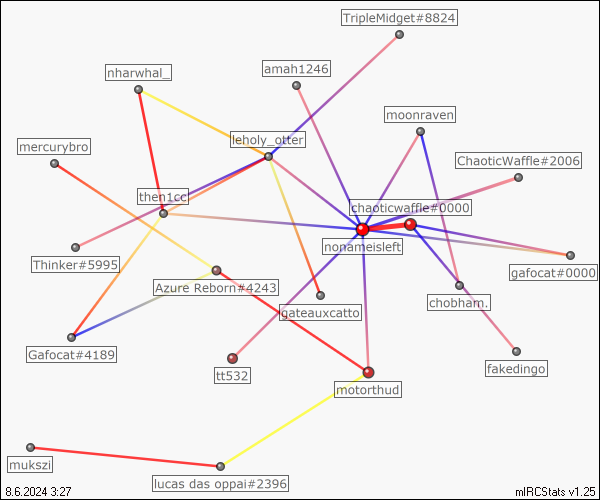 TripleMidget#8824
amah1246
nharwhal_
moonraven
leholy_otter
mercurybro
ChaoticWaffle#2006
then1cc
chaoticwaffle#0000
nonameisleft
Thinker#5995
gafocat#0000
Azure Reborn#4243
chobham.
gateauxcatto
Gafocat#4189
fakedingo
tt532
motorthud
mukszi
lucas das oppai#2396
8.6.2024 3:27
mIRCStats v1.25